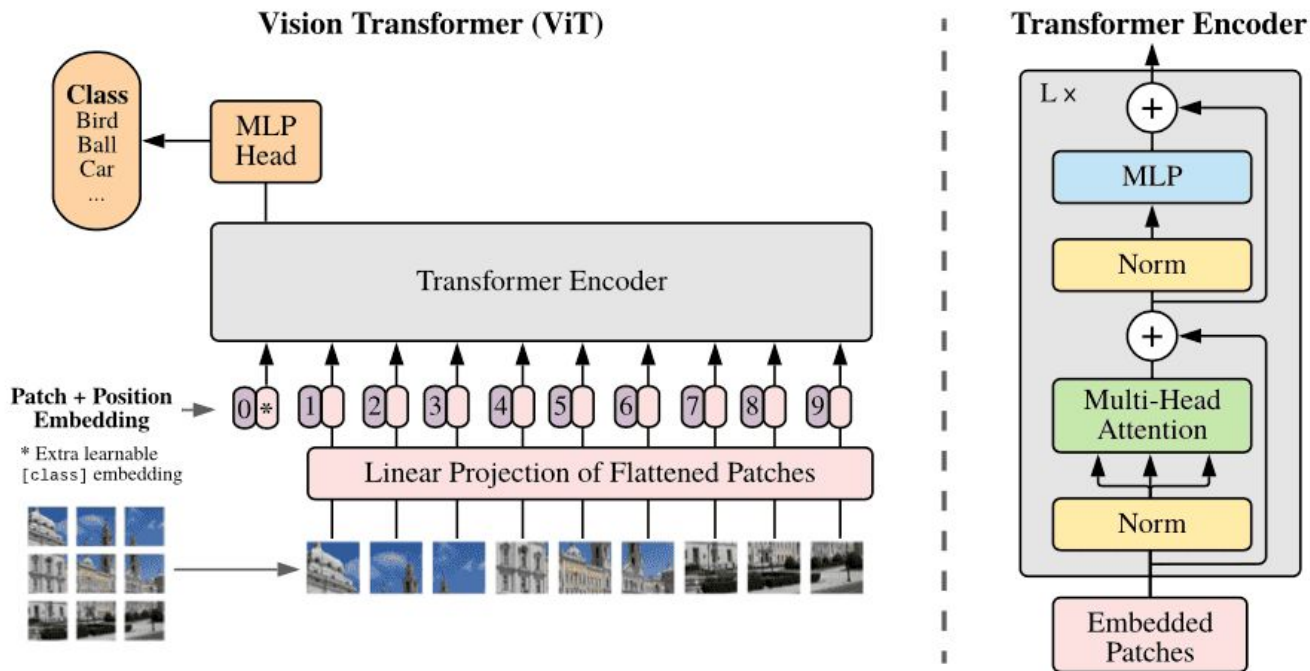 Vision Transformer (ViT)
Class
Bird
Ball
Car
...
MLP
Head
Transformer Encoder
Patch + Position
Embedding
0 * 1 2 3 4 5 6 7 8 9
* Extra learnable
[class] embedding
Linear Projection of Flattened Patches
Transformer Encoder
L ×
+
MLP
Norm
+
Multi-Head
Attention
Norm
Embedded
Patches